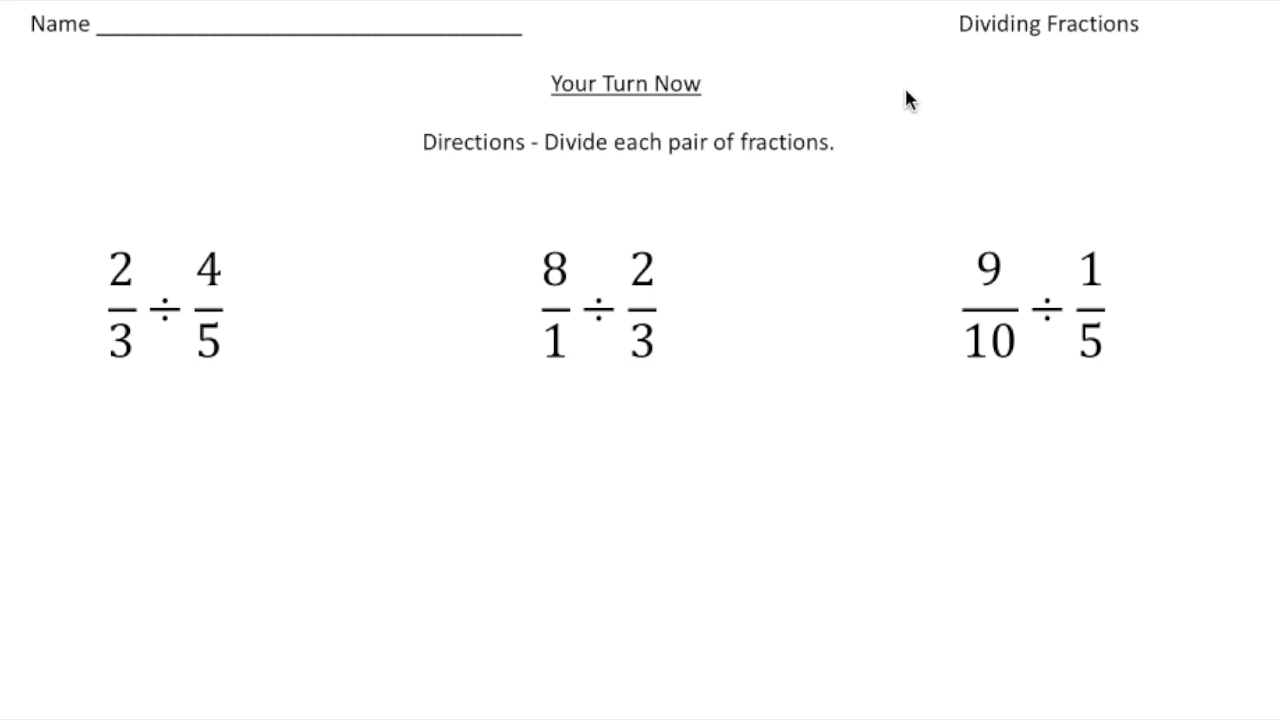 Name __________________________________ Dividing Fractions
Your Turn Now
Directions - Divide each pair of fractions.
2/3 ÷ 4/5 8/1 ÷ 2/3 9/10 ÷ 1/5